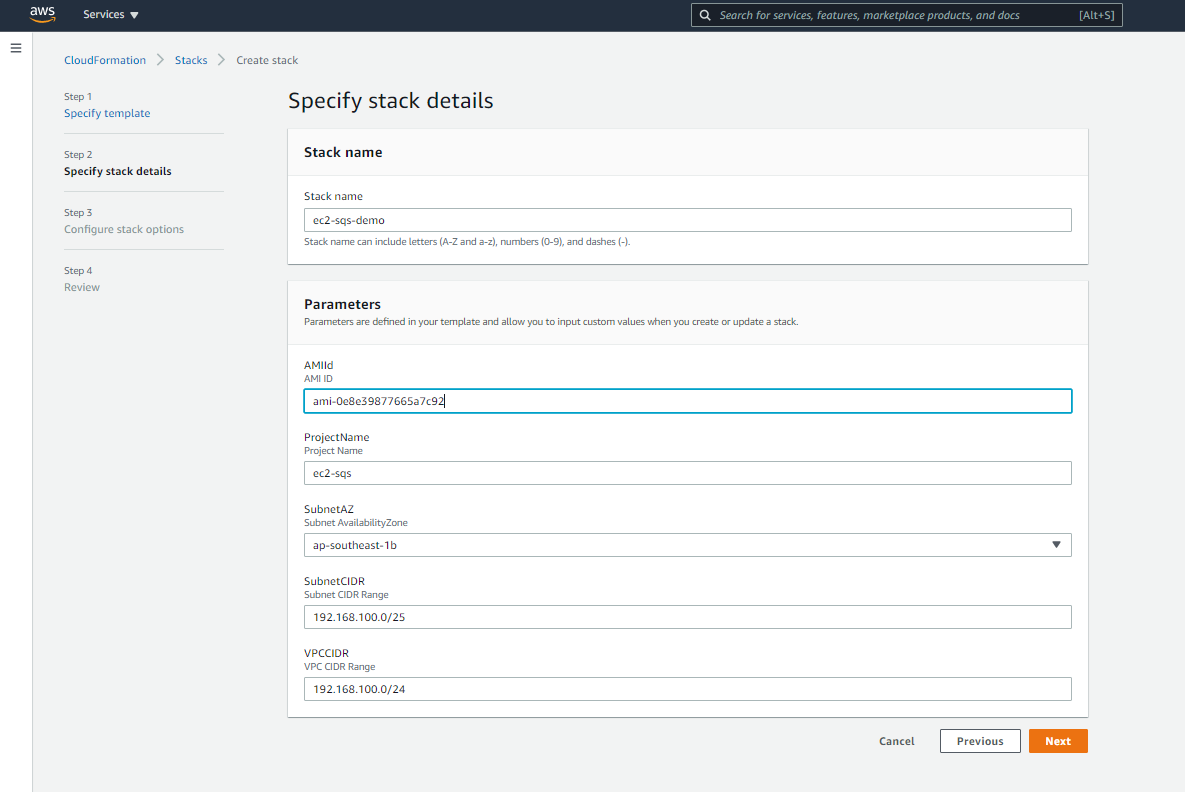 aws
Services
Search for services, features, marketplace products, and docs [Alt+S]
CloudFormation Stacks Create stack
Step 1
Specify template
Step 2
Specify stack details
Step 3
Configure stack options
Step 4
Review
Specify stack details
Stack name
Stack name
ec2-sqs-demo
Stack name can include letters (A-Z and a-z), numbers (0-9), and dashes (-).
Parameters
Parameters are defined in your template and allow you to input custom values when you create or update a stack.
AMIId
AMI ID
ami-0e8e39877665a7c92
ProjectName
Project Name
ec2-sqs
SubnetAZ
Subnet AvailabilityZone
ap-southeast-1b
SubnetCIDR
Subnet CIDR Range
192.168.100.0/25
VPCCIDR
VPC CIDR Range
192.168.100.0/24
Cancel Previous Next